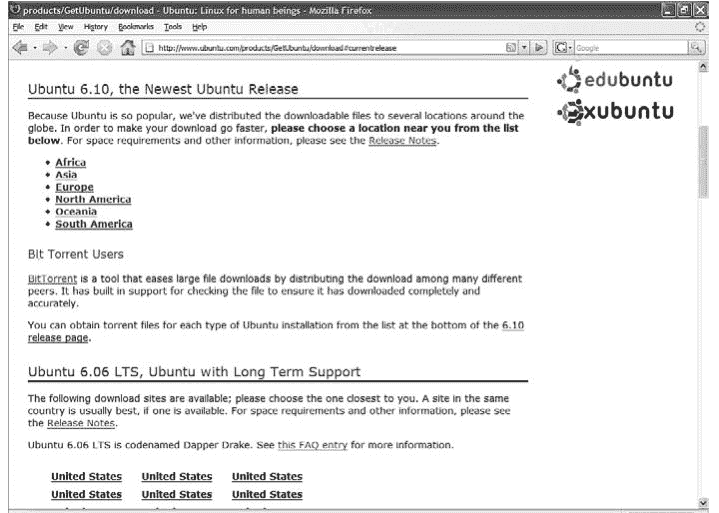 products/GetUbuntu/download - Ubuntu: Linux for human beings - Mozilla Firefox
File Edit View History Bookmarks Tools Help
http://www.ubuntu.com/products/GetUbuntu/download#currentrelease
Google
edubuntu
xubuntu
Ubuntu 6.10, the Newest Ubuntu Release
Because Ubuntu is so popular, we've distributed the downloadable files to several locations around the
globe. In order to make your download go faster, please choose a location near you from the list
below. For space requirements and other information, please see the Release Notes.
• Africa
• Asia
• Europe
• North America
• Oceania
• South America
Bit Torrent Users
BitTorrent is a tool that eases large file downloads by distributing the download among many different
peers. It has built in support for checking the file to ensure it has downloaded completely and
accurately.
You can obtain torrent files for each type of Ubuntu installation from the list at the bottom of the 6.10
release page.
Ubuntu 6.06 LTS, Ubuntu with Long Term Support
The following download sites are available; please choose the one closest to you. A site in the same
country is usually best, if one is available. For space requirements and other information, please see
the Release Notes.
Ubuntu 6.06 LTS is codenamed Dapper Drake. See this FAQ entry for more information.
United States United States United States
United States United States United States